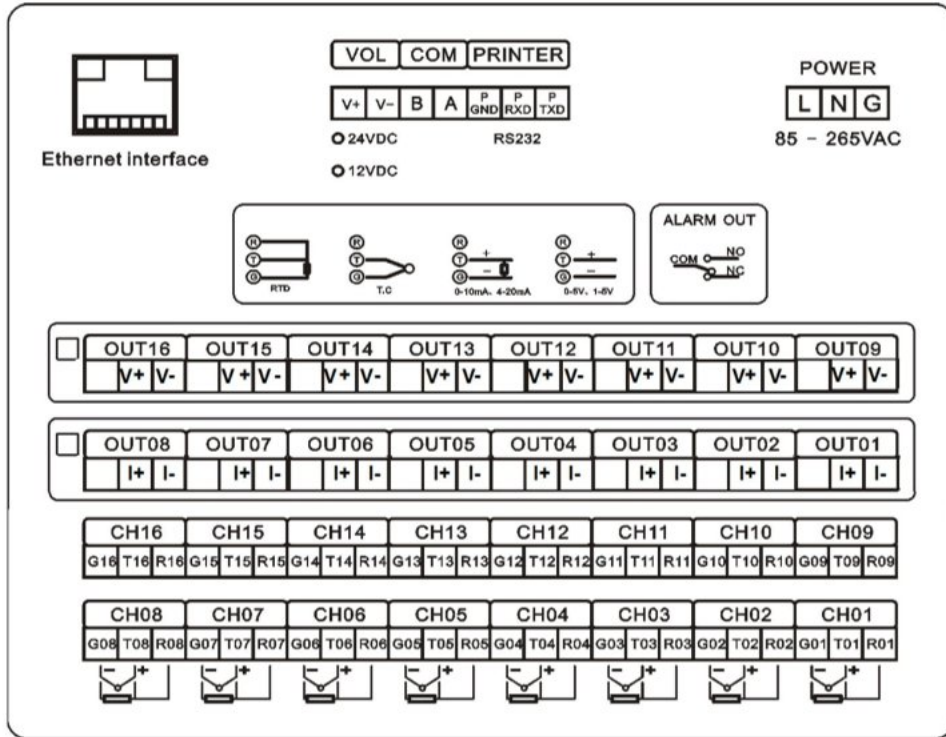 VOL COM PRINTER
POWER
V+ V- B A P GND P RXD P TXD
L N G
24VDC RS232
85 - 265VAC
Ethernet interface
12VDC
ALARM OUT
R R R R
T T T + T +
G G G - G -
RTD T.C 0-10mA、4-20mA 0-5V、1-5V
COM NO
NC
OUT16 OUT15 OUT14 OUT13 OUT12 OUT11 OUT10 OUT09
V+ V- V+ V- V+ V- V+ V- V+ V- V+ V- V+ V- V+ V-
OUT08 OUT07 OUT06 OUT05 OUT04 OUT03 OUT02 OUT01
I+ I- I+ I- I+ I- I+ I- I+ I- I+ I- I+ I- I+ I-
CH16 CH15 CH14 CH13 CH12 CH11 CH10 CH09
G16 T16 R16 G15 T15 R15 G14 T14 R14 G13 T13 R13 G12 T12 R12 G11 T11 R11 G10 T10 R10 G09 T09 R09
CH08 CH07 CH06 CH05 CH04 CH03 CH02 CH01
G08 T08 R08 G07 T07 R07 G06 T06 R06 G05 T05 R05 G04 T04 R04 G03 T03 R03 G02 T02 R02 G01 T01 R01
- + - + - + - + - + - + - + - +